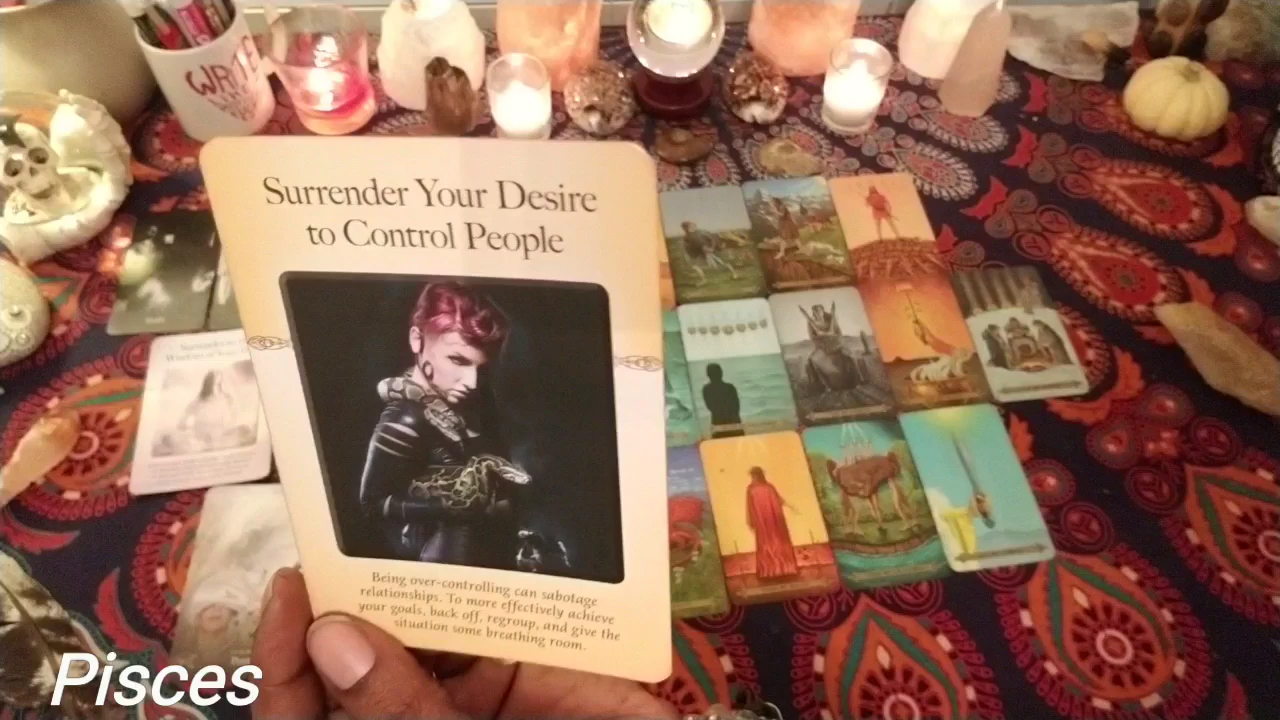 WRITE
Surrender Your Desire
to Control People
Being over-controlling can sabotage
relationships. To more effectively achieve
your goals, back off, regroup, and give the
situation some breathing room.
Pisces